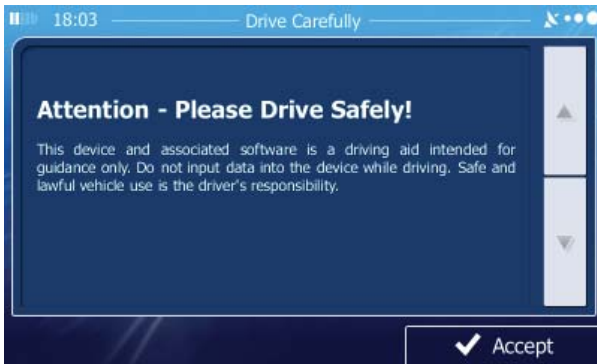 18:03 Drive Carefully
Attention - Please Drive Safely!
This device and associated software is a driving aid intended for
guidance only. Do not input data into the device while driving. Safe and
lawful vehicle use is the driver's responsibility.
Accept